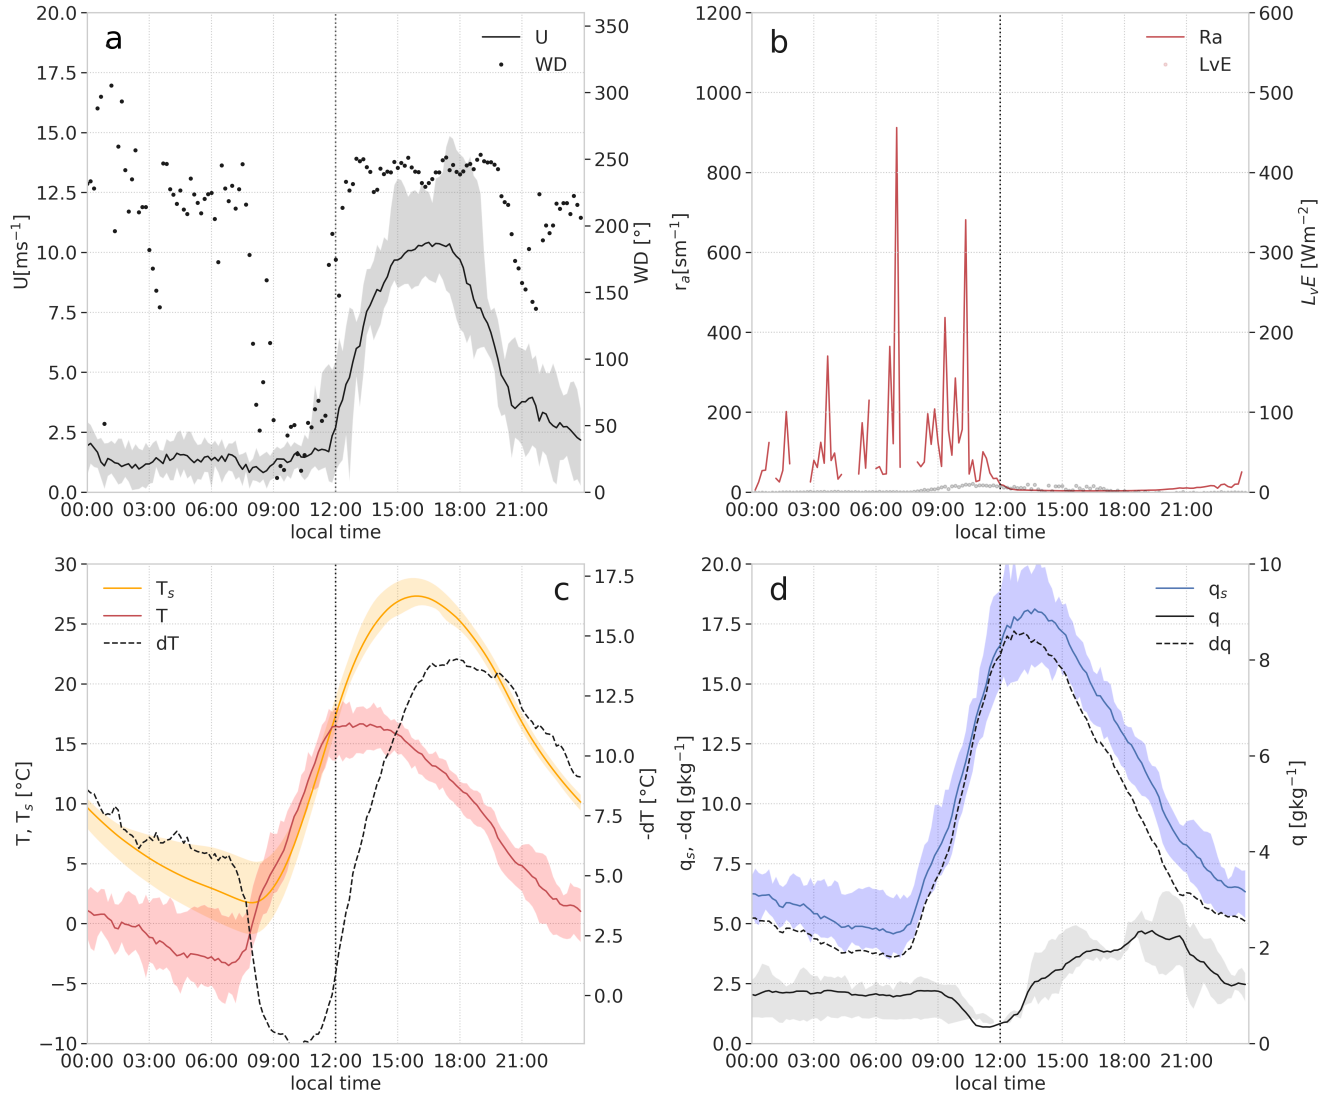 a
U
WD
20.0
17.5
15.0
12.5
10.0
7.5
5.0
2.5
0.0
U[ms⁻¹]
350
300
250
200
150
100
50
0
WD [°]
00:00 03:00 06:00 09:00 12:00 15:00 18:00 21:00
local time
b
Ra
LvE
1200
1000
800
600
400
200
0
rₐ[sm⁻¹]
600
500
400
300
200
100
0
LᵥE [Wm⁻²]
00:00 03:00 06:00 09:00 12:00 15:00 18:00 21:00
local time
c
Tₛ
T
dT
30
25
20
15
10
5
0
−5
−10
T, Tₛ [°C]
17.5
15.0
12.5
10.0
7.5
5.0
2.5
0.0
-dT [°C]
00:00 03:00 06:00 09:00 12:00 15:00 18:00 21:00
local time
d
qₛ
q
dq
20.0
17.5
15.0
12.5
10.0
7.5
5.0
2.5
0.0
qₛ, -dq [gkg⁻¹]
10
8
6
4
2
0
q [gkg⁻¹]
00:00 03:00 06:00 09:00 12:00 15:00 18:00 21:00
local time